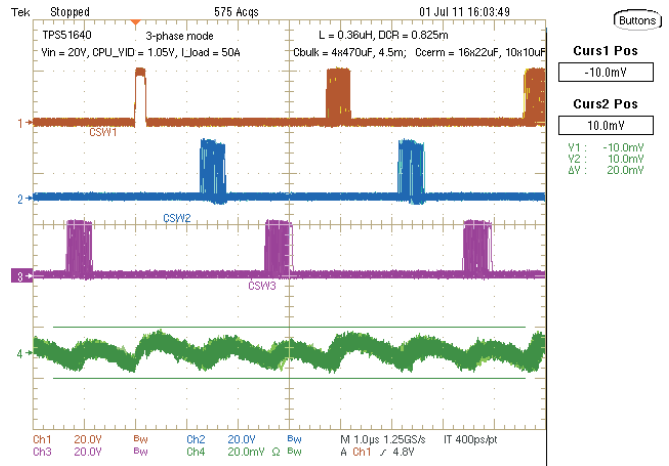 Tek Stopped 575 Acqs 01 Jul 11 16:03:49
Buttons
TPS51640 3-phase mode L = 0.36uH, DCR = 0.825m
Vin = 20V, CPU_VID = 1.05V, I_load = 50A Cbulk = 4x470uF, 4.5m; Ccerm = 16x22uF, 10x10uF
Curs1 Pos
-10.0mV
Curs2 Pos
10.0mV
V1 : -10.0mV
V2 : 10.0mV
ΔV : 20.0mV
1
CSW1
2
CSW2
3
CSW3
4
Ch1 20.0V Bw Ch2 20.0V Bw M 1.0µs 1.25GS/s IT 400ps/pt
Ch3 20.0V Bw Ch4 20.0mV Ω Bw A Ch1 ∕ 4.8V